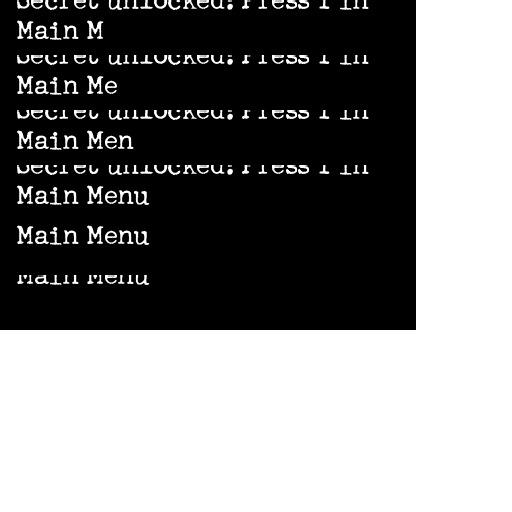 Secret unlocked: Press in
Main M
Secret unlocked: Press in
Main Me
Secret unlocked: Press in
Main Men
Secret unlocked: Press in
Main Menu
Main Menu
Main Menu